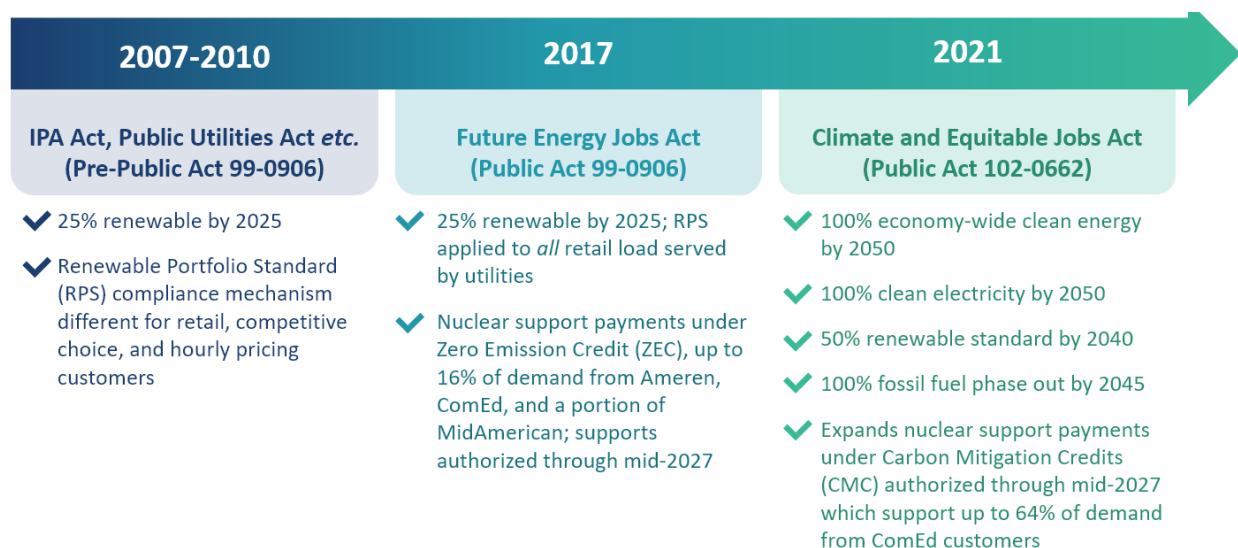 2007-2010
2017
2021
IPA Act, Public Utilities Act etc.
(Pre-Public Act 99-0906)
Future Energy Jobs Act
(Public Act 99-0906)
Climate and Equitable Jobs Act
(Public Act 102-0662)
25% renewable by 2025
Renewable Portfolio Standard
(RPS) compliance mechanism
different for retail, competitive
choice, and hourly pricing
customers
25% renewable by 2025; RPS
applied to all retail load served
by utilities
Nuclear support payments under
Zero Emission Credit (ZEC), up to
16% of demand from Ameren,
ComEd, and a portion of
MidAmerican; supports
authorized through mid-2027
100% economy-wide clean energy
by 2050
100% clean electricity by 2050
50% renewable standard by 2040
100% fossil fuel phase out by 2045
Expands nuclear support payments
under Carbon Mitigation Credits
(CMC) authorized through mid-2027
which support up to 64% of demand
from ComEd customers